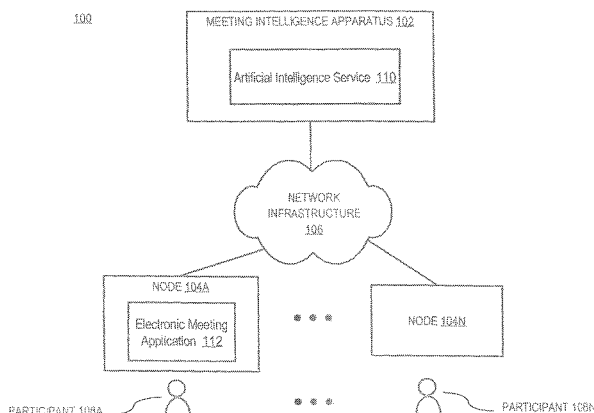 100
MEETING INTELLIGENCE APPARATUS 102
Artificial Intelligence Service 110
NETWORK
INFRASTRUCTURE
106
NODE 104A
Electronic Meeting
Application 112
NODE 104N
PARTICIPANT 108A
PARTICIPANT 108N